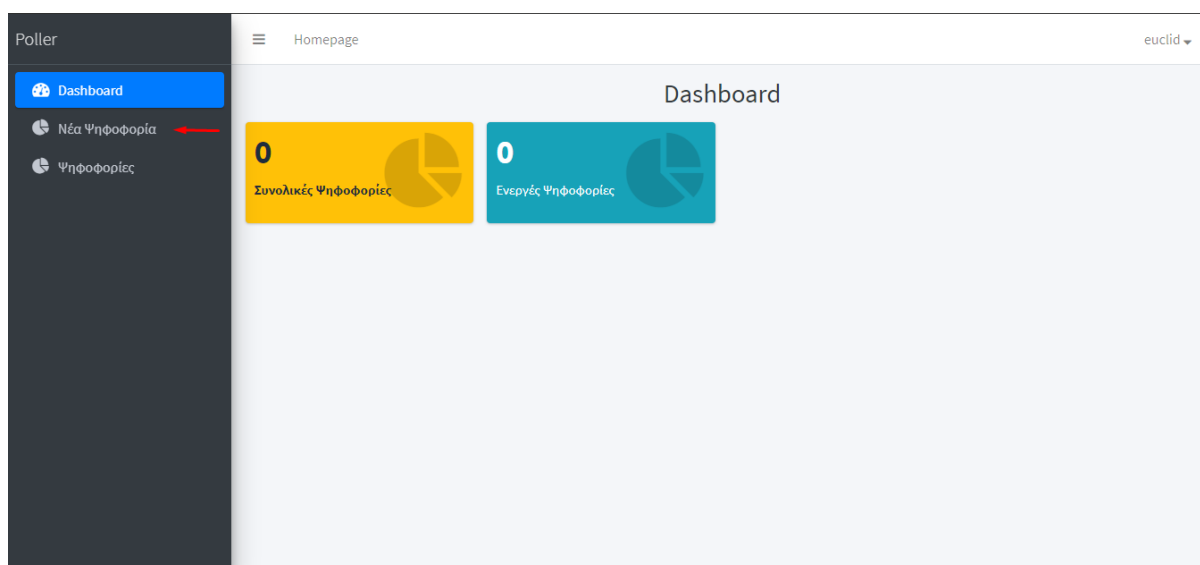 Poller
Homepage
euclid
Dashboard
Νέα Ψηφοφορία
Ψηφοφορίες
Dashboard
0
Συνολικές Ψηφοφορίες
0
Ενεργές Ψηφοφορίες